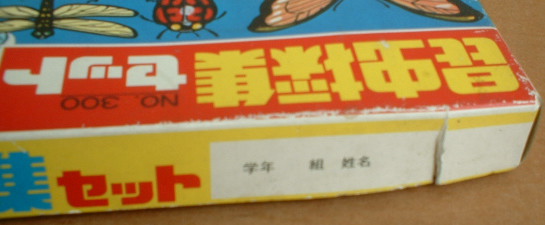 昆虫採集
セット
NO. 300
集セット
学年 組 姓名